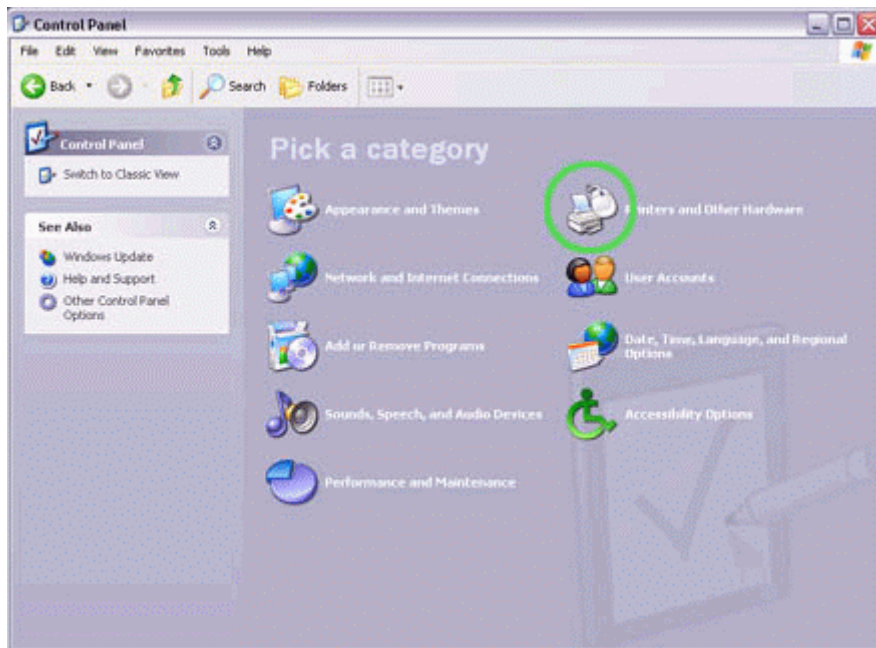 Control Panel
File Edit View Favorites Tools Help
Back Search Folders
Control Panel
Switch to Classic View
See Also
Windows Update
Help and Support
Other Control Panel
Options
Pick a category
Appearance and Themes
Printers and Other Hardware
Network and Internet Connections
User Accounts
Add or Remove Programs
Date, Time, Language, and Regional
Options
Sounds, Speech, and Audio Devices
Accessibility Options
Performance and Maintenance